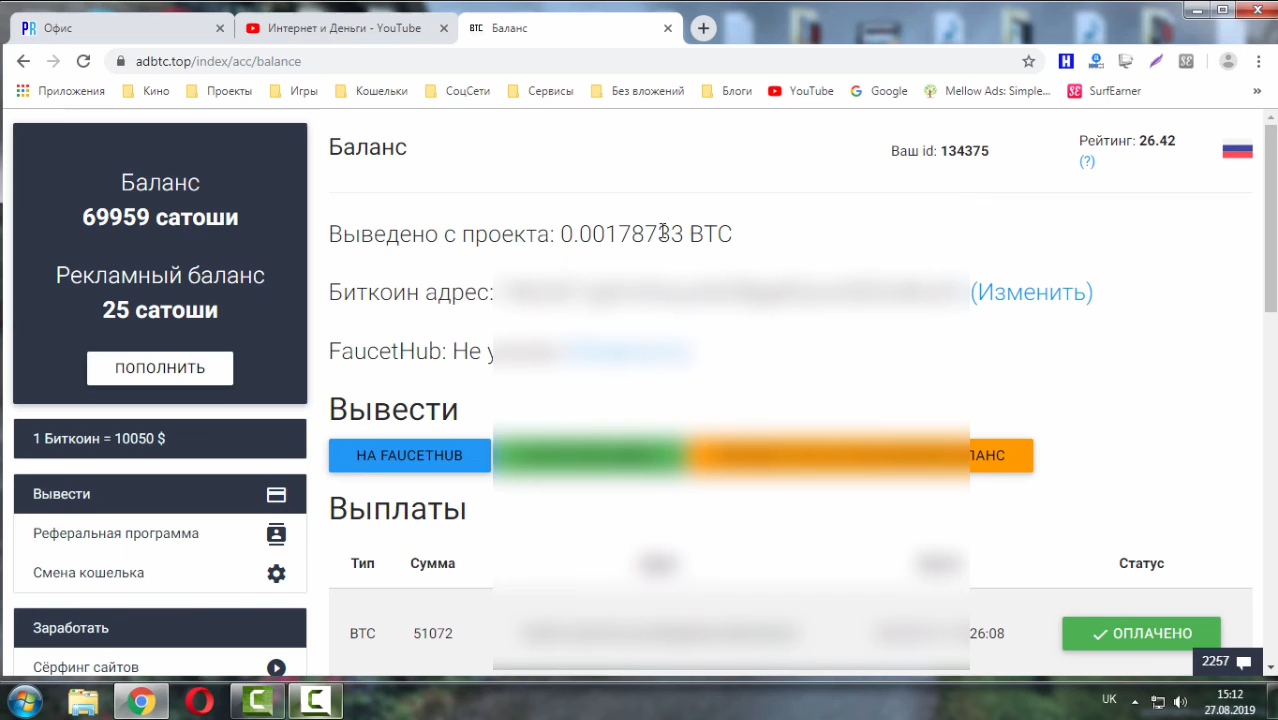 Офис
Интернет и Деньги - YouTube
BTC Баланс
adbtc.top/index/acc/balance
Приложения
Кино
Проекты
Игры
Кошельки
СоцСети
Сервисы
Без вложений
Блоги
YouTube
Google
Mellow Ads: Simple...
SurfEarner
Баланс
69959 сатоши
Рекламный баланс
25 сатоши
ПОПОЛНИТЬ
1 Биткоин = 10050 $
Вывести
Реферальная программа
Смена кошелька
Заработать
Сёрфинг сайтов
Баланс
Ваш id: 134375
Рейтинг: 26.42
(?)
Выведено с проекта: 0.00178733 BTC
Биткоин адрес: (Изменить)
FaucetHub: Не
Вывести
НА FAUCETHUB
ЛАНС
Выплаты
Тип Сумма Статус
BTC 51072 26:08 ОПЛАЧЕНО
2257
UK
15:12
27.08.2019